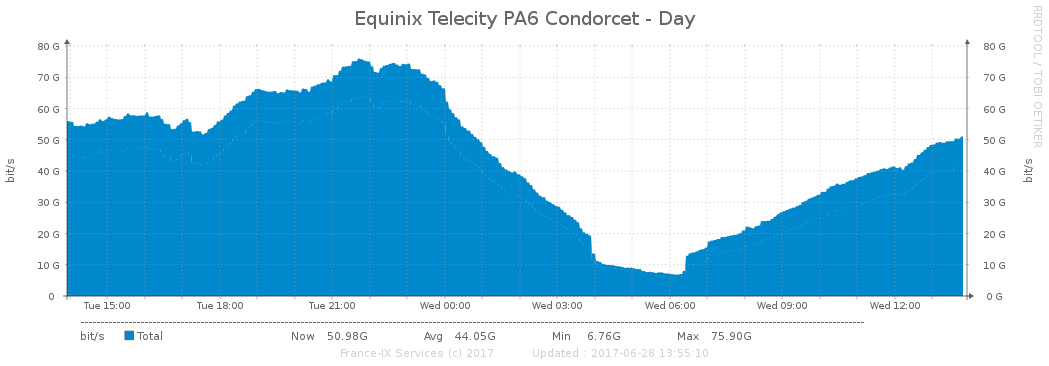 Equinix Telecity PA6 Condorcet - Day
RRDTOOL / TOBI OETIKER
80 G 80 G
70 G 70 G
60 G 60 G
50 G 50 G
40 G 40 G
30 G 30 G
20 G 20 G
10 G 10 G
0 0 G
bit/s bit/s
Tue 15:00 Tue 18:00 Tue 21:00 Wed 00:00 Wed 03:00 Wed 06:00 Wed 09:00 Wed 12:00
bit/s Total Now 50.98G Avg 44.05G Min 6.76G Max 75.90G
France-IX Services (c) 2017 Updated : 2017-06-28 13:55:10